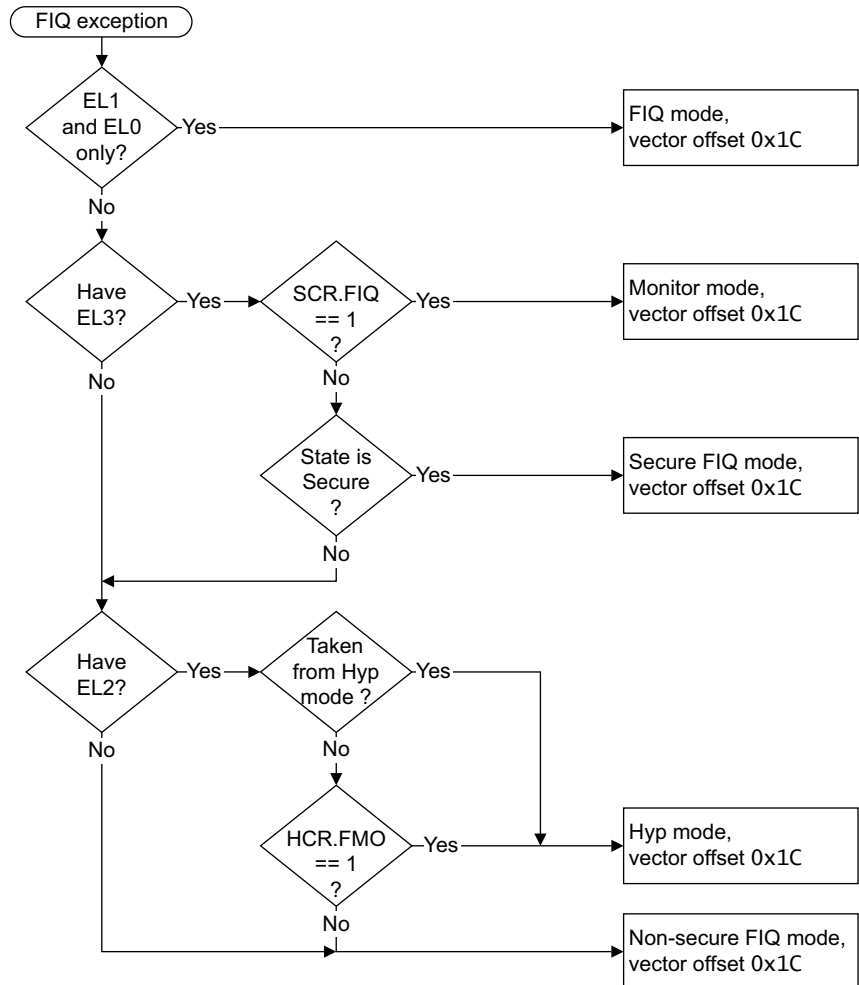 FIQ exception
EL1
and EL0
only?
Yes
FIQ mode,
vector offset 0x1C
No
Have
EL3?
Yes
SCR.FIQ
== 1
?
Yes
Monitor mode,
vector offset 0x1C
No
No
State is
Secure
?
Yes
Secure FIQ mode,
vector offset 0x1C
No
Have
EL2?
Yes
Taken
from Hyp
mode ?
Yes
No
No
HCR.FMO
== 1
?
Yes
Hyp mode,
vector offset 0x1C
No
Non-secure FIQ mode,
vector offset 0x1C